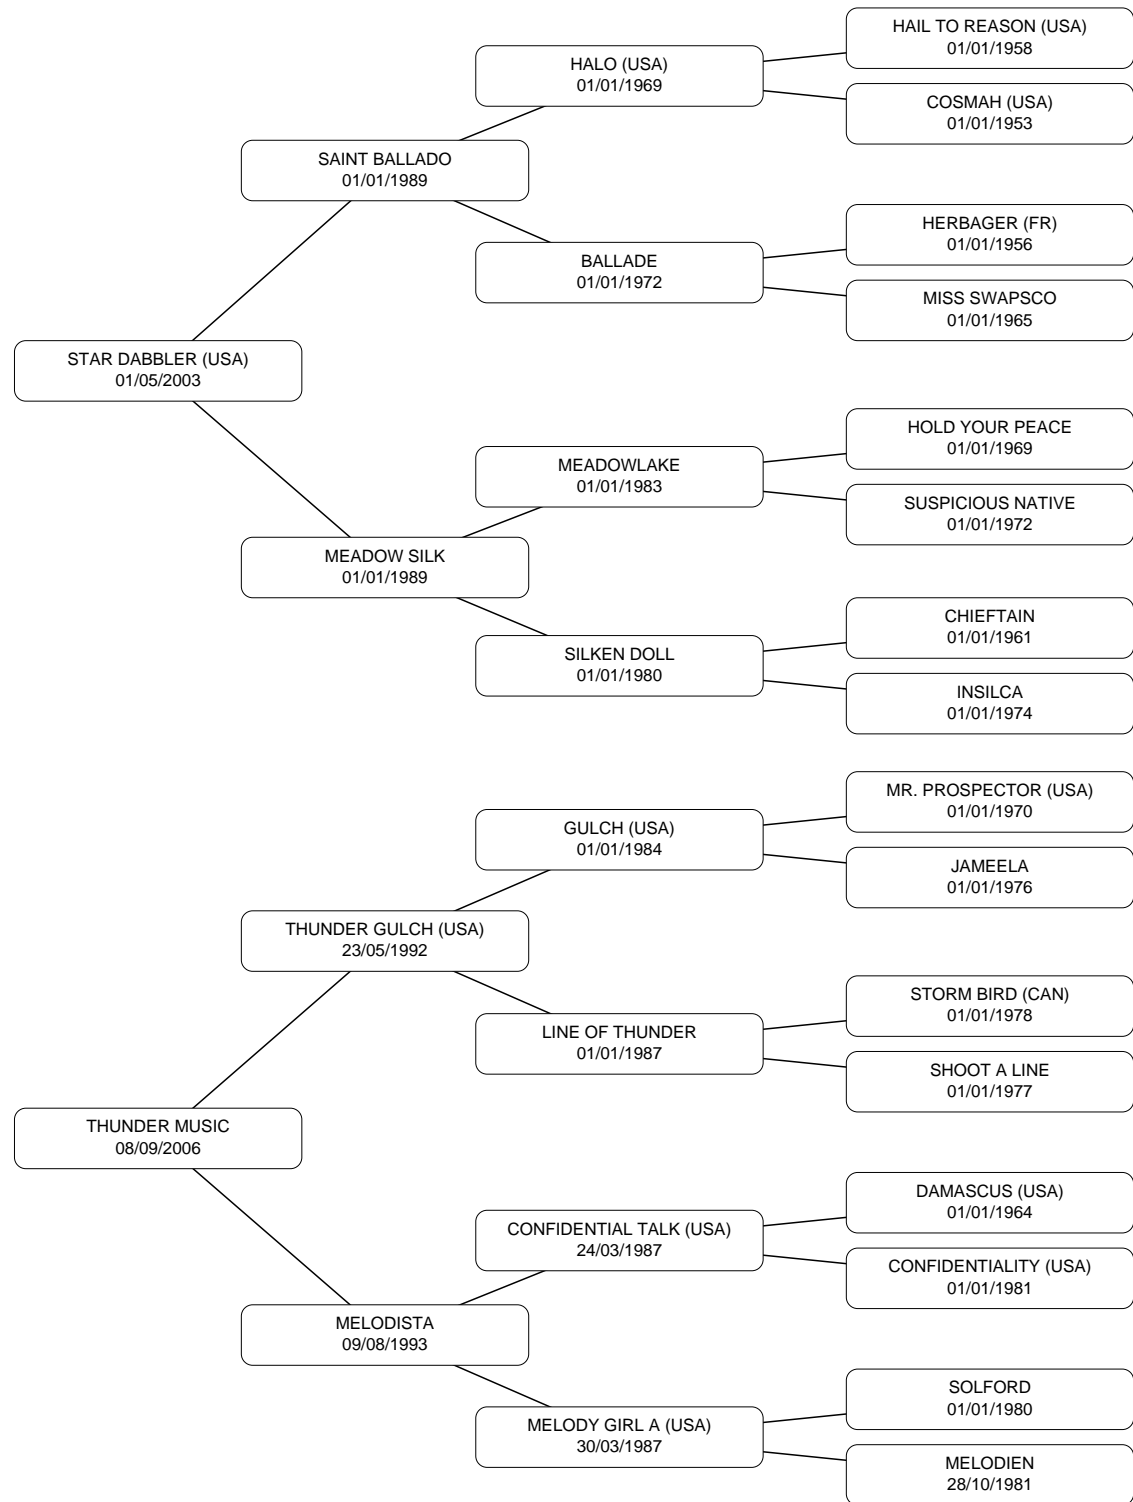 HAIL TO REASON (USA)
01/01/1958
HALO (USA)
01/01/1969
COSMAH (USA)
01/01/1953
SAINT BALLADO
01/01/1989
HERBAGER (FR)
01/01/1956
BALLADE
01/01/1972
MISS SWAPSCO
01/01/1965
STAR DABBLER (USA)
01/05/2003
HOLD YOUR PEACE
01/01/1969
MEADOWLAKE
01/01/1983
SUSPICIOUS NATIVE
01/01/1972
MEADOW SILK
01/01/1989
CHIEFTAIN
01/01/1961
SILKEN DOLL
01/01/1980
INSILCA
01/01/1974
MR. PROSPECTOR (USA)
01/01/1970
GULCH (USA)
01/01/1984
JAMEELA
01/01/1976
THUNDER GULCH (USA)
23/05/1992
STORM BIRD (CAN)
01/01/1978
LINE OF THUNDER
01/01/1987
SHOOT A LINE
01/01/1977
THUNDER MUSIC
08/09/2006
DAMASCUS (USA)
01/01/1964
CONFIDENTIAL TALK (USA)
24/03/1987
CONFIDENTIALITY (USA)
01/01/1981
MELODISTA
09/08/1993
SOLFORD
01/01/1980
MELODY GIRL A (USA)
30/03/1987
MELODIEN
28/10/1981